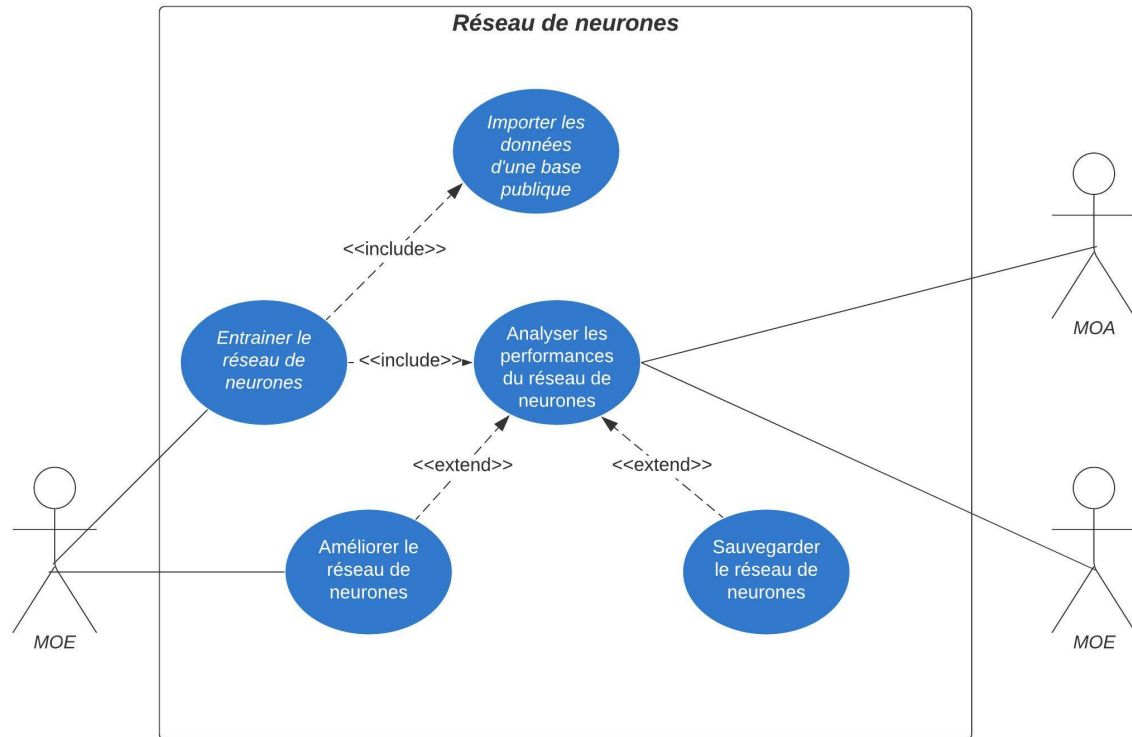 Réseau de neurones
Importer les
données
d'une base
publique
<<include>>
Entrainer le
réseau de
neurones
<<include>>
Analyser les
performances
du réseau de
neurones
MOA
<<extend>>
<<extend>>
Améliorer le
réseau de
neurones
Sauvegarder
le réseau de
neurones
MOE
MOE